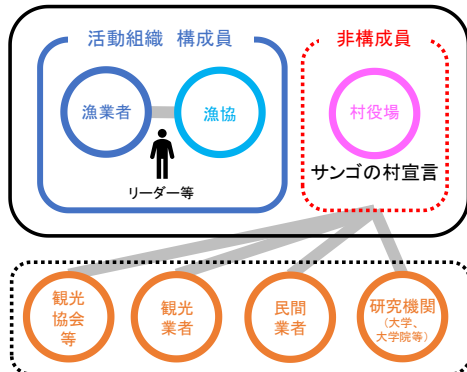 活動組織 構成員
非構成員
漁業者
漁協
村役場
リーダー等
サンゴの村宣言
観光
協会
等
観光
業者
民間
業者
研究機関
(大学、
大学院等)